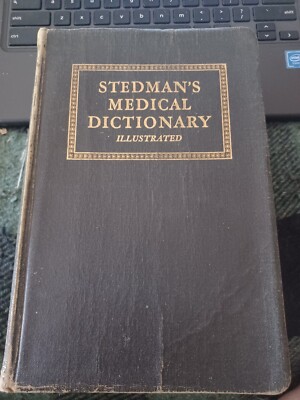 STEDMAN'S
MEDICAL
DICTIONARY
ILLUSTRATED